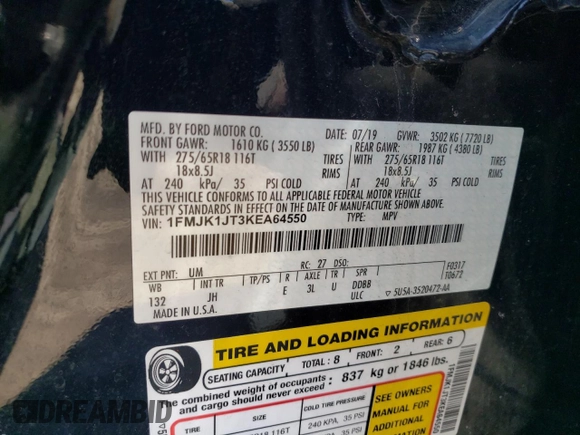 MFD. BY FORD MOTOR CO.
07/19 GVWR: 3502 KG ( 7720 LB)
FRONT GAWR: 1610 KG ( 3550 LB)
REAR GAWR: 1987 KG ( 4380 LB)
WITH 275/65R18 116T TIRES
WITH 275/65R18 116T TIRES
18x8.5J RIMS
18x8.5J RIMS
AT 240 kPa/ 35 PSI COLD
AT 240 kPa/ 35 PSI COLD
THIS VEHICLE CONFORMS TO ALL APPLICABLE FEDERAL MOTOR VEHICLE
SAFETY, BUMPER, AND THEFT PREVENTION STANDARDS IN EFFECT ON THE DATE OF
MANUFACTURE SHOWN ABOVE.
VIN: 1FMJK1JT3KEA64550 TYPE: MPV
EXT PNT: UM RC: 27 DSO: F0317
WB INT TR TP/PS R AXLE TR SPR T0672
132 JH E 3L U DDBB
ULC 5U5A-3520472-AA
MADE IN U.S.A.
TIRE AND LOADING INFORMATION
SEATING CAPACITY TOTAL: 8 FRONT: 2 REAR: 6
The combined weight of occupants and cargo should never exceed: 837 kg or 1846 lbs.
TIRE SIZE COLD TIRE PRESSURE
240 KPA, 35 PSI
SEE OWNERS
MANUAL FOR
ADDITIONAL
DREAMBID